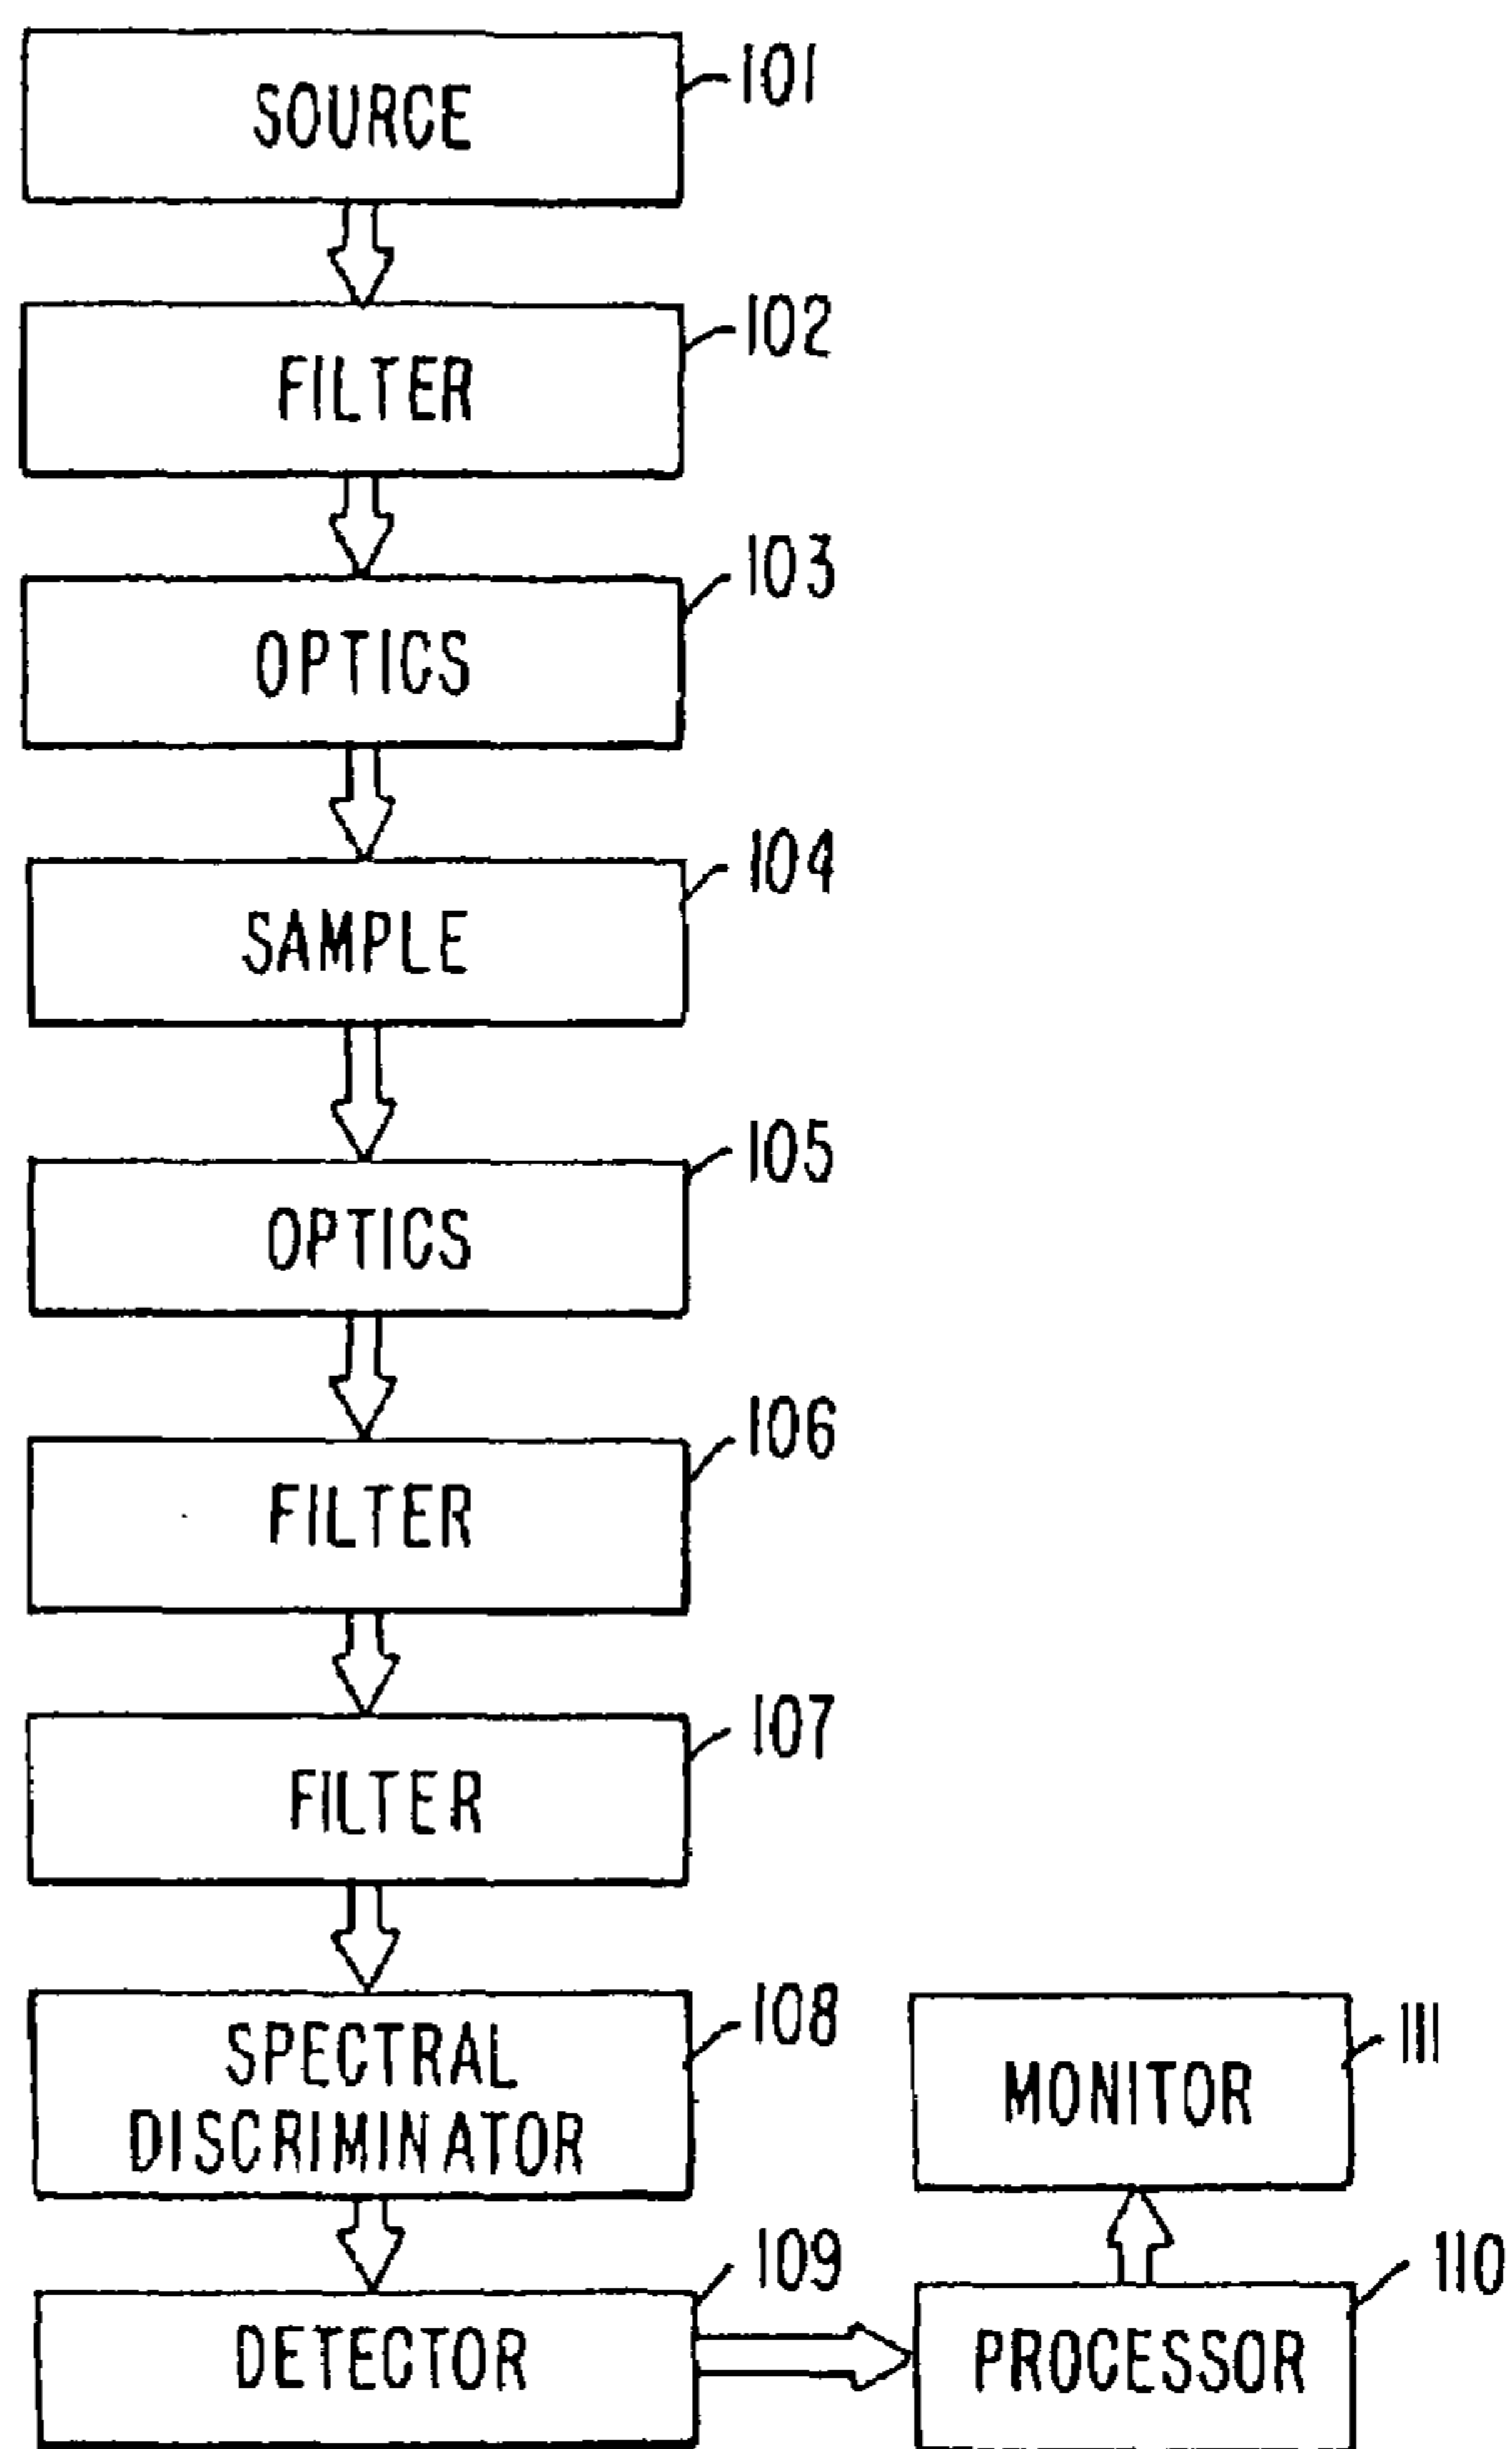 SOURCE
101
FILTER
102
OPTICS
103
SAMPLE
104
OPTICS
105
FILTER
106
FILTER
107
SPECTRAL
DISCRIMINATOR
108
MONITOR
111
DETECTOR
109
PROCESSOR
110